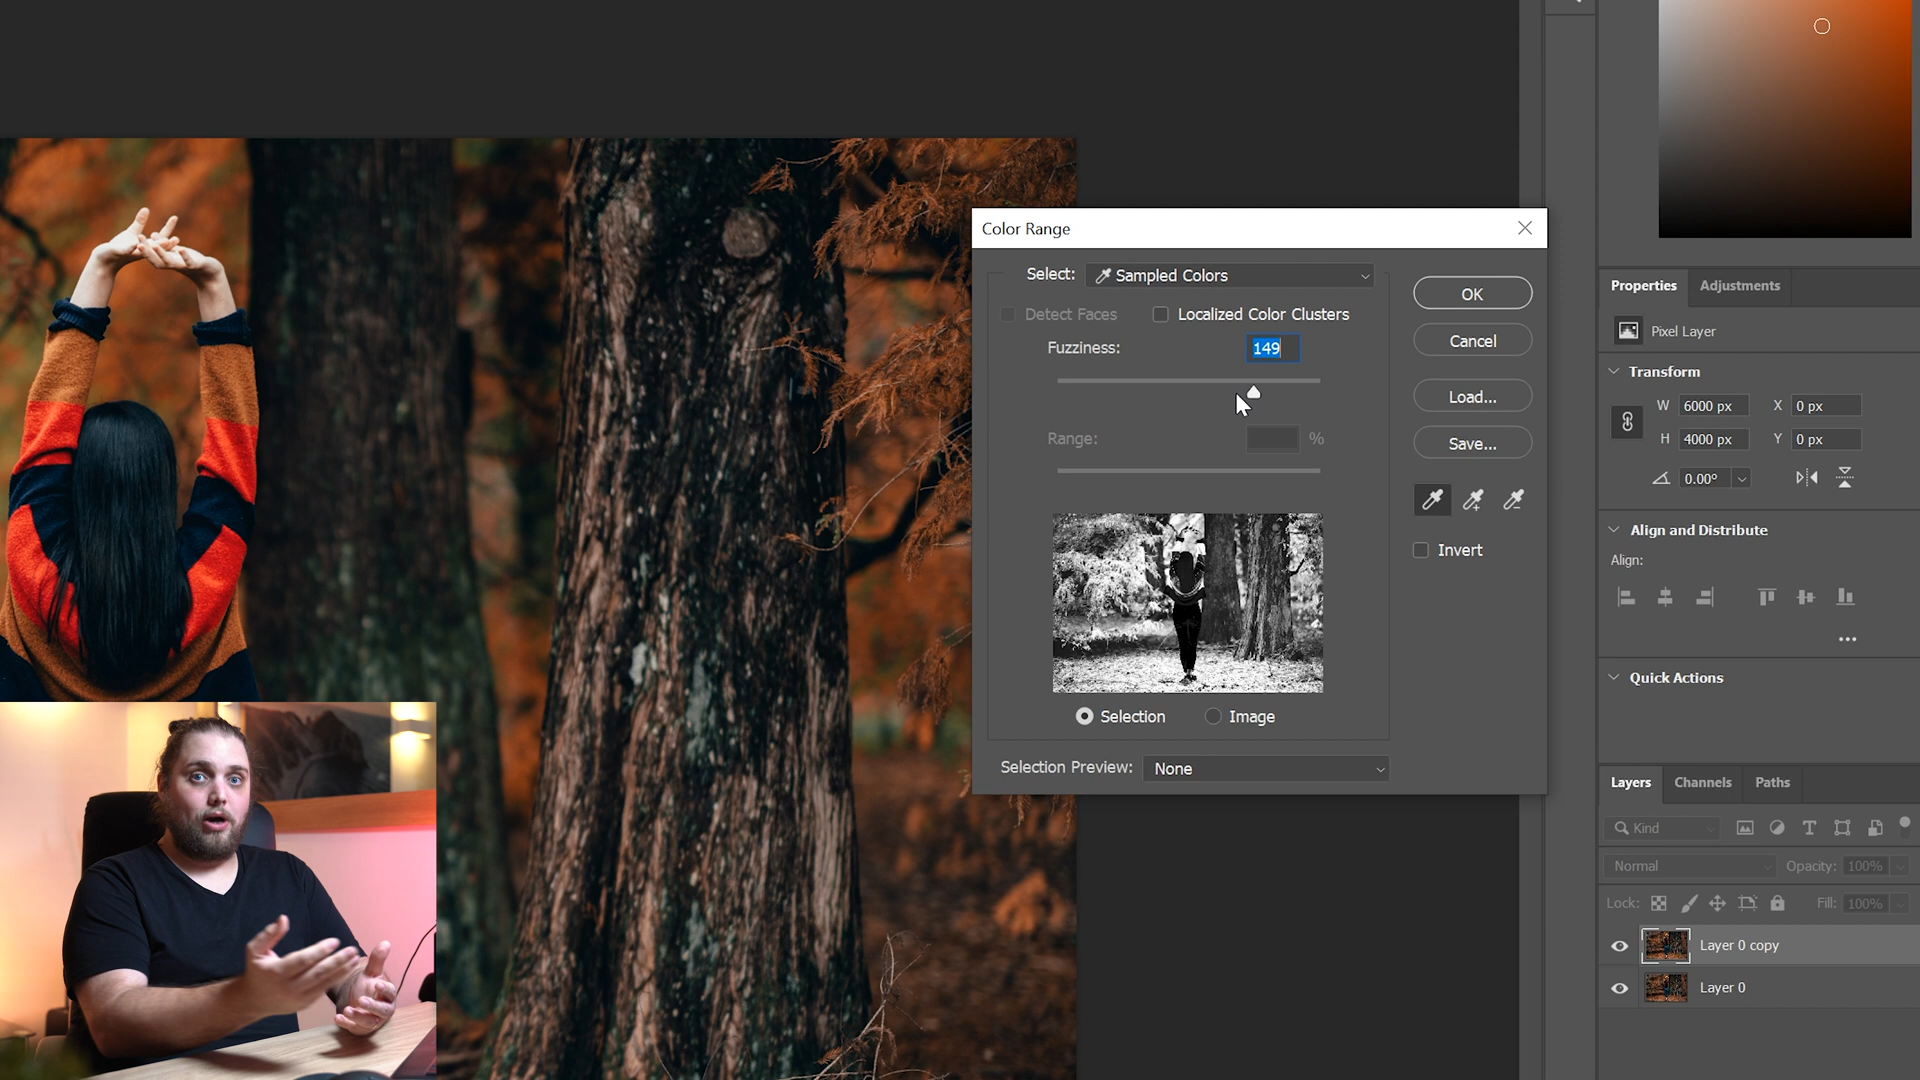 Color Range
Select: Sampled Colors
Detect Faces Localized Color Clusters
Fuzziness: 149
Range: %
Selection Image
Selection Preview: None
OK
Cancel
Load...
Save...
Invert
Properties Adjustments
Pixel Layer
Transform
W 6000 px X 0 px
H 4000 px Y 0 px
0.00°
Align and Distribute
Align:
Quick Actions
Layers Channels Paths
Kind
Normal Opacity: 100%
Lock: Fill: 100%
Layer 0 copy
Layer 0